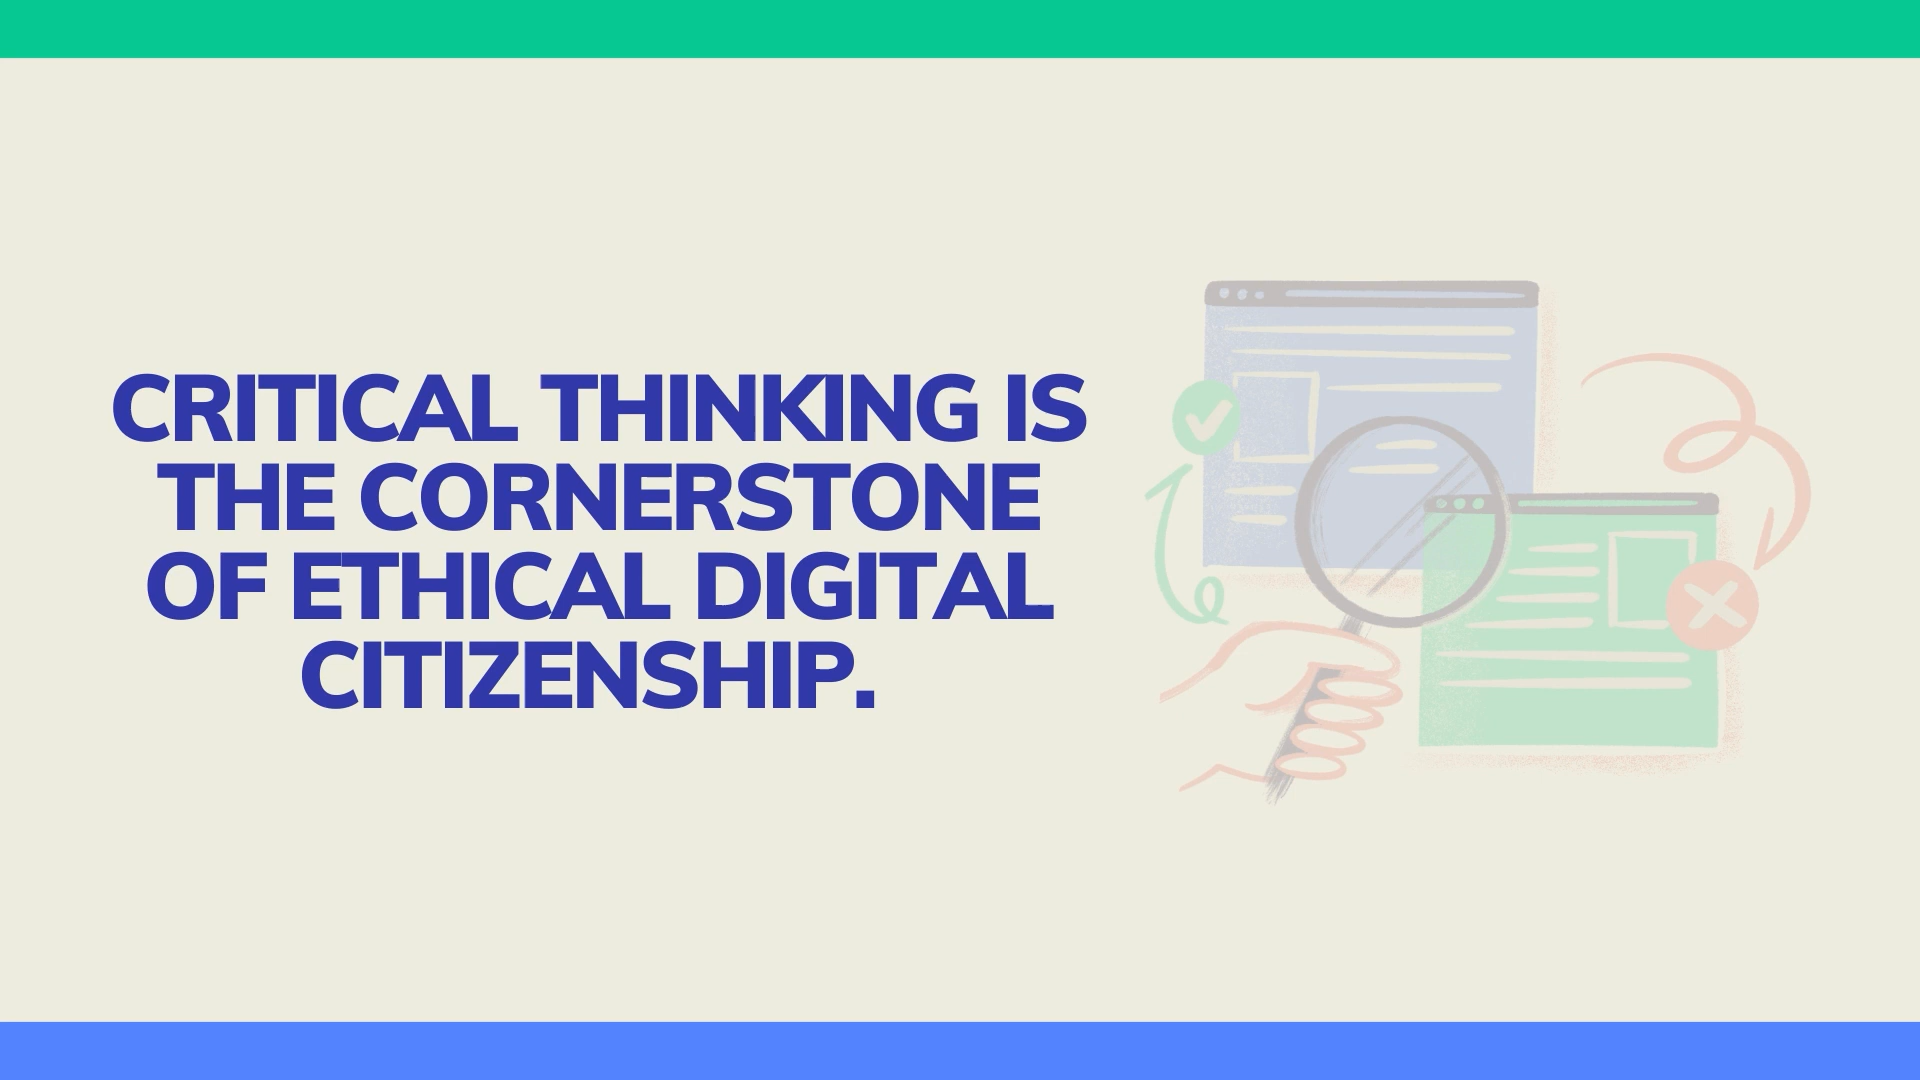 CRITICAL THINKING IS
THE CORNERSTONE
OF ETHICAL DIGITAL
CITIZENSHIP.